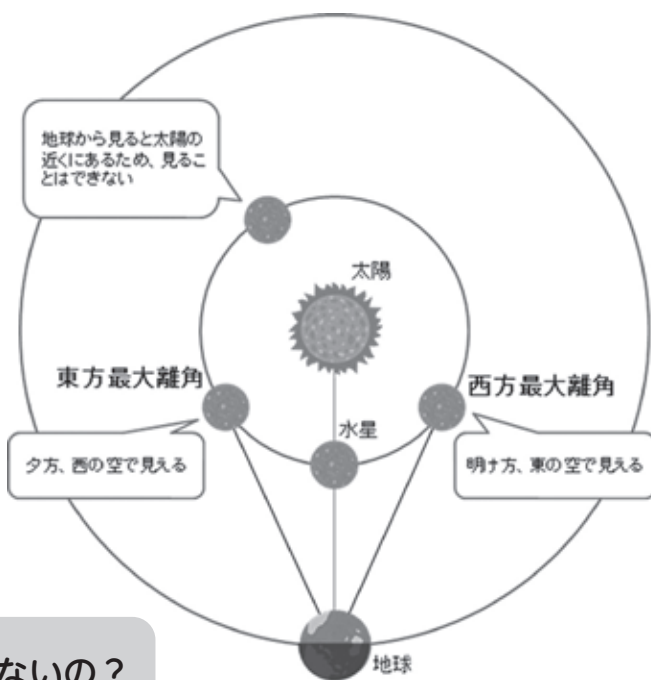 地球から見ると太陽の
近くにあるため、見るこ
とはできない
太陽
東方最大離角
西方最大離角
水星
夕方、西の空で見える
明け方、東の空で見える
地球
ないの？